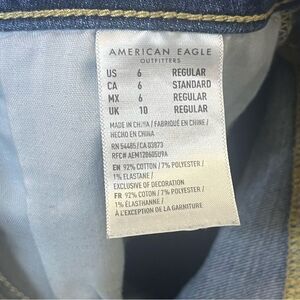 AMERICAN EAGLE
OUTFITTERS
US 6 REGULAR
CA 6 STANDARD
MX 6 REGULAR
UK 10 REGULAR
MADE IN CHINA / FABRIQUÉ EN CHINE /
HECHO EN CHINA
RN 54485 / CA 03873
RFC# AEM120605U9A
EN 92% COTTON / 7% POLYESTER /
1% ELASTANE /
EXCLUSIVE OF DECORATION
FR 92% COTON / 7% POLYESTER /
1% ÉLASTHANNE /
À L'EXCEPTION DE LA GARNITURE